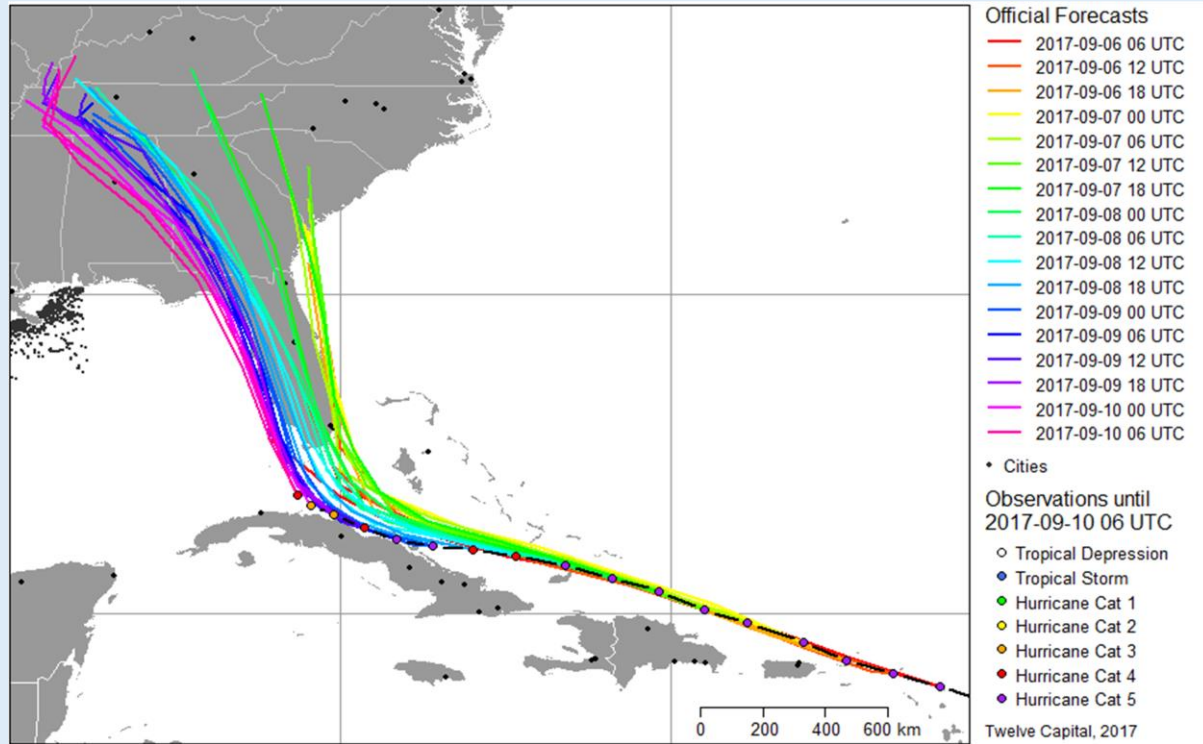 Official Forecasts
2017-09-06 06 UTC
2017-09-06 12 UTC
2017-09-06 18 UTC
2017-09-07 00 UTC
2017-09-07 06 UTC
2017-09-07 12 UTC
2017-09-07 18 UTC
2017-09-08 00 UTC
2017-09-08 06 UTC
2017-09-08 12 UTC
2017-09-08 18 UTC
2017-09-09 00 UTC
2017-09-09 06 UTC
2017-09-09 12 UTC
2017-09-09 18 UTC
2017-09-10 00 UTC
2017-09-10 06 UTC
Cities
Observations until
2017-09-10 06 UTC
Tropical Depression
Tropical Storm
Hurricane Cat 1
Hurricane Cat 2
Hurricane Cat 3
Hurricane Cat 4
Hurricane Cat 5
0 200 400 600 km
Twelve Capital, 2017